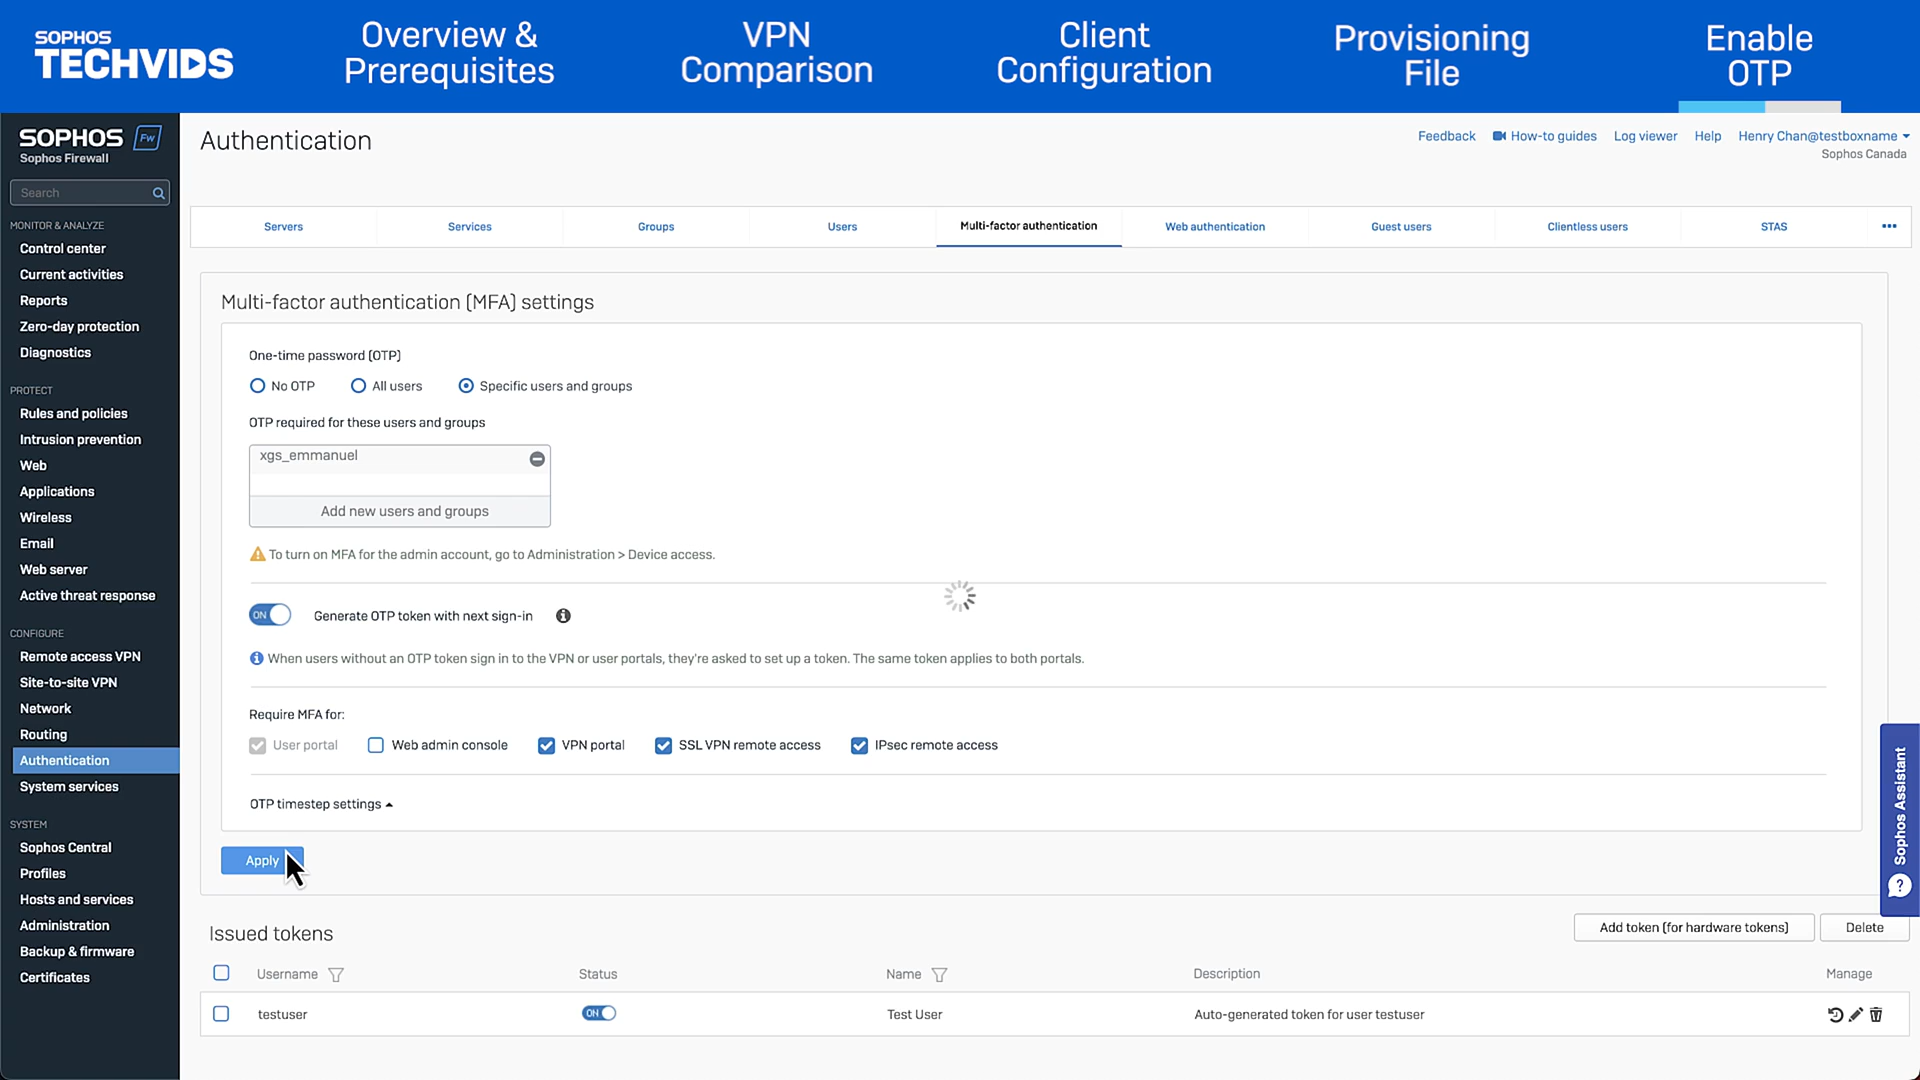 SOPHOS
TECHVIDS
Overview &
Prerequisites
VPN
Comparison
Client
Configuration
Provisioning
File
Enable
OTP
SOPHOS Fw
Sophos Firewall
Search
MONITOR & ANALYZE
Control center
Current activities
Reports
Zero-day protection
Diagnostics
PROTECT
Rules and policies
Intrusion prevention
Web
Applications
Wireless
Email
Web server
Active threat response
CONFIGURE
Remote access VPN
Site-to-site VPN
Network
Routing
Authentication
System services
SYSTEM
Sophos Central
Profiles
Hosts and services
Administration
Backup & firmware
Certificates
Authentication
Feedback How-to guides Log viewer Help Henry Chan@testboxname
Sophos Canada
Servers Services Groups Users Multi-factor authentication Web authentication Guest users Clientless users STAS •••
Multi-factor authentication (MFA) settings
One-time password (OTP)
No OTP All users Specific users and groups
OTP required for these users and groups
xgs_emmanuel
Add new users and groups
To turn on MFA for the admin account, go to Administration > Device access.
ON Generate OTP token with next sign-in
When users without an OTP token sign in to the VPN or user portals, they're asked to set up a token. The same token applies to both portals.
Require MFA for:
User portal Web admin console VPN portal SSL VPN remote access IPsec remote access
OTP timestep settings
Apply
Sophos Assistant
?
Issued tokens
Add token (for hardware tokens) Delete
Username Status Name Description Manage
testuser ON Test User Auto-generated token for user testuser